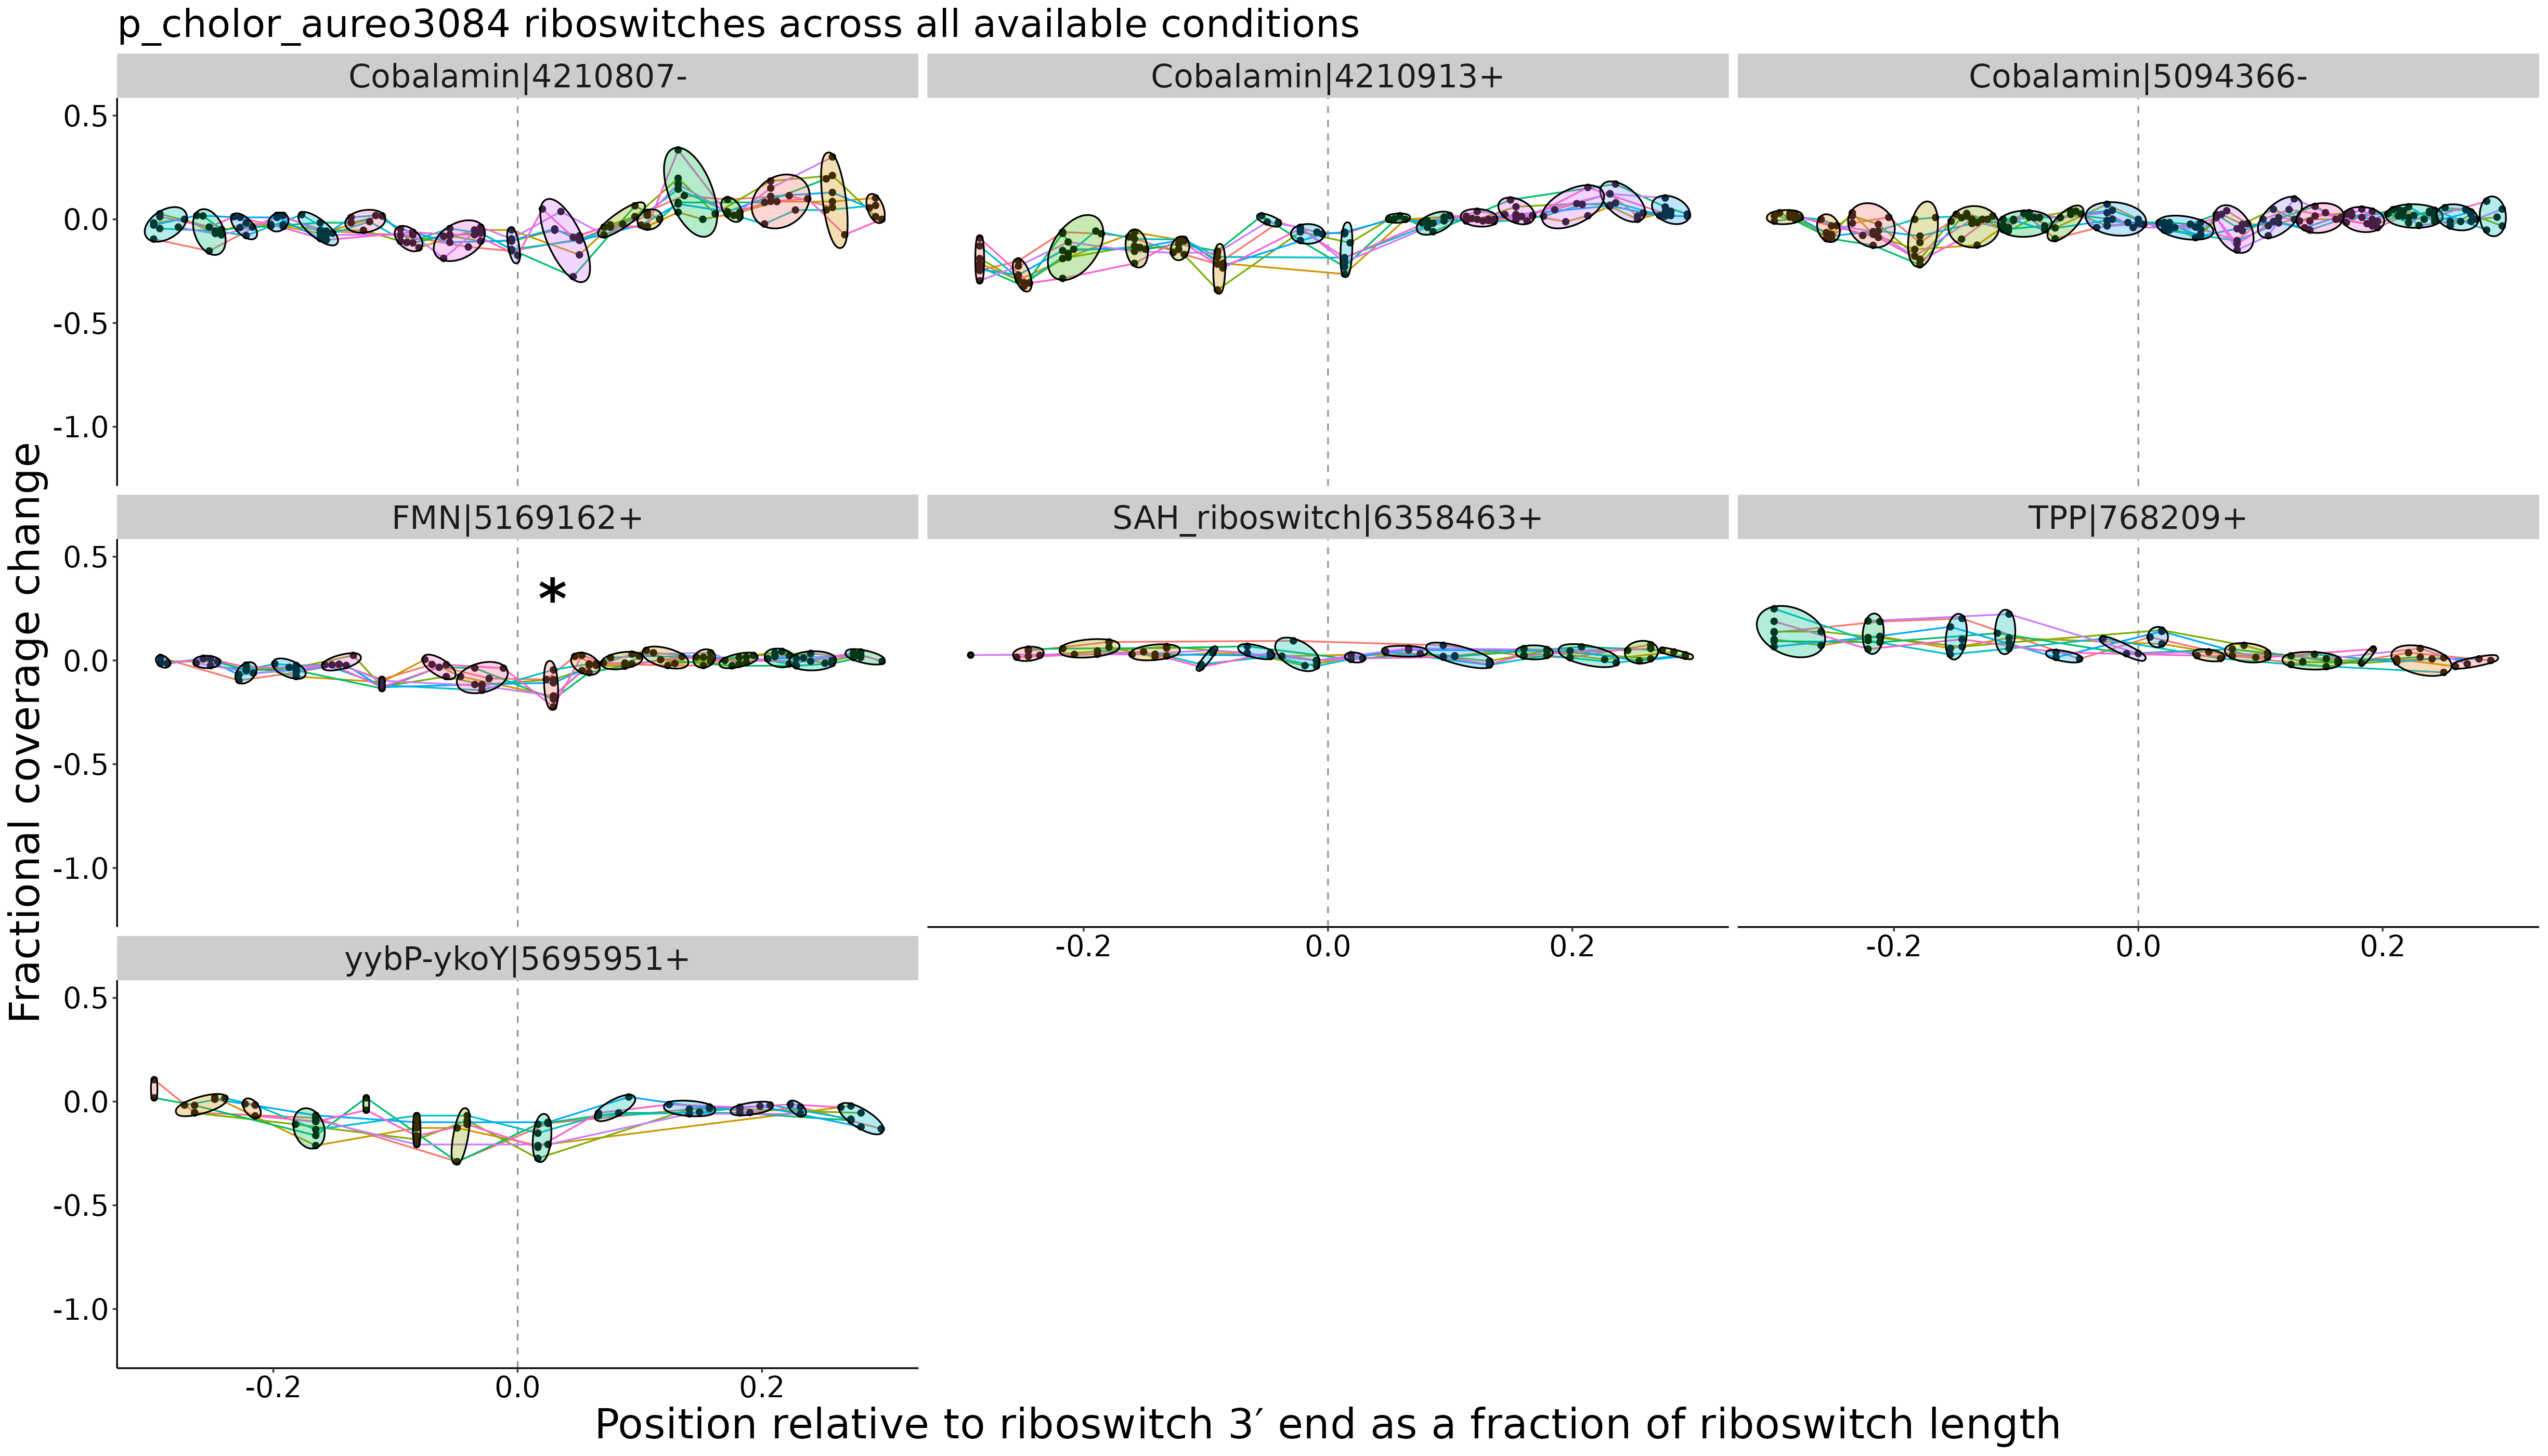 p_cholor_aureo3084 riboswitches across all available conditions
Cobalamin|4210807-
Cobalamin|4210913+
Cobalamin|5094366-
0.5
0.0
-0.5
-1.0
FMN|5169162+
SAH_riboswitch|6358463+
TPP|768209+
0.5
0.0
-0.5
-1.0
*
-0.2 0.0 0.2
-0.2 0.0 0.2
yybP-ykoY|5695951+
0.5
0.0
-0.5
-1.0
-0.2 0.0 0.2
Fractional coverage change
Position relative to riboswitch 3′ end as a fraction of riboswitch length